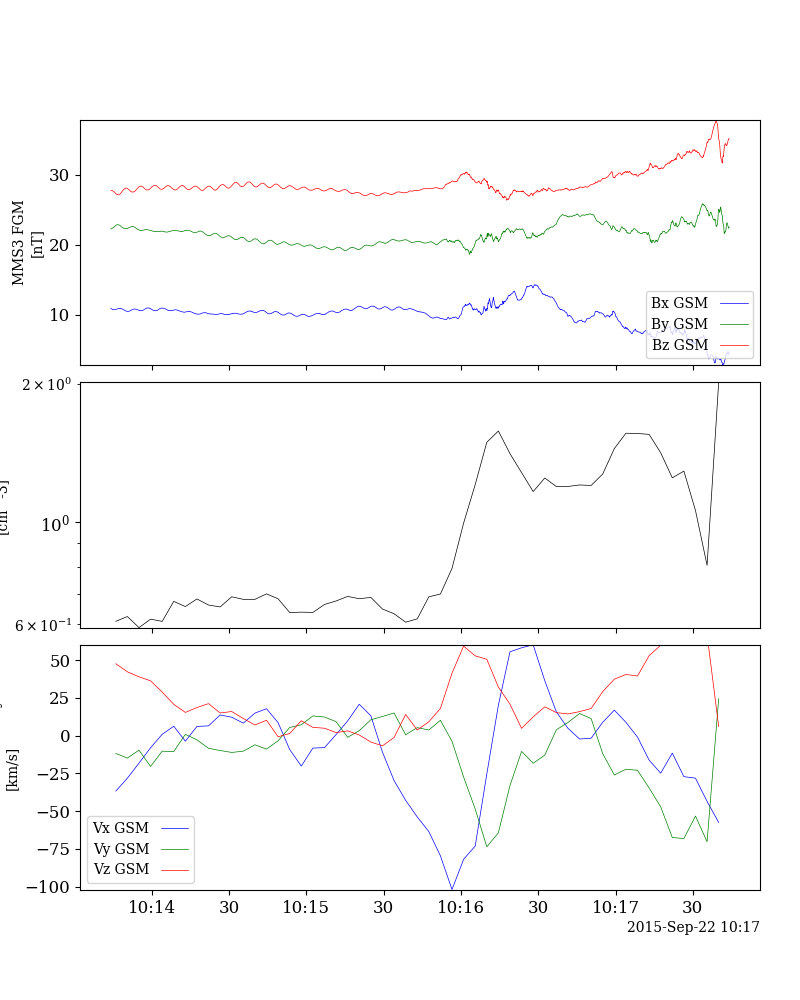 MMS3 FGM
[nT]
30
20
10
Bx GSM
By GSM
Bz GSM
2 × 10⁰
10⁰
6 × 10⁻¹
[km/s]
50
25
0
−25
−50
−75
−100
Vx GSM
Vy GSM
Vz GSM
10:14 30 10:15 30 10:16 30 10:17 30
2015-Sep-22 10:17